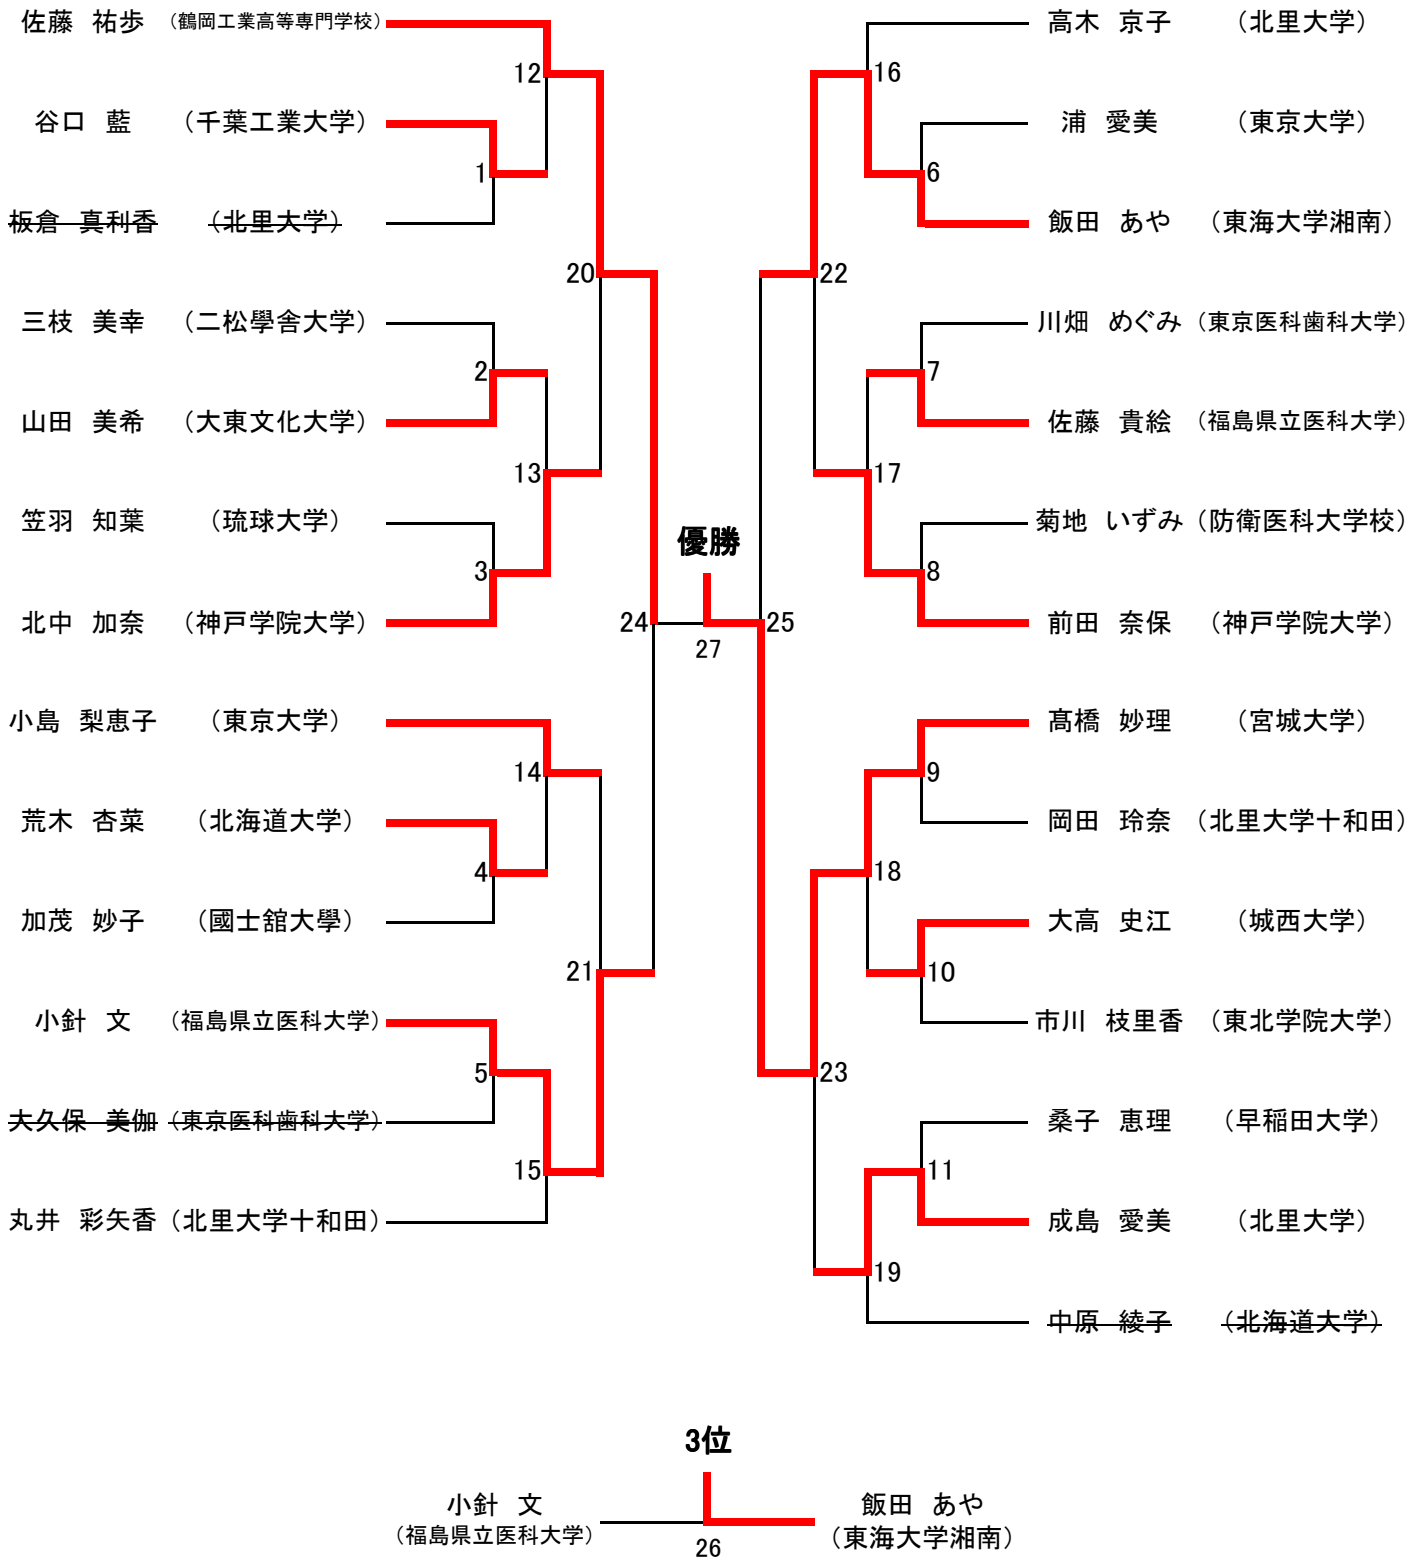 佐藤 祐歩 （鶴岡工業高等専門学校）
12
谷口 藍 （千葉工業大学）
1
板倉 真利香 （北里大学）
20
三枝 美幸 （二松學舎大学）
2
山田 美希 （大東文化大学）
13
笠羽 知葉 （琉球大学）
3
北中 加奈 （神戸学院大学）
24
小島 梨恵子 （東京大学）
14
荒木 杏菜 （北海道大学）
4
加茂 妙子 （國士舘大學）
21
小針 文 （福島県立医科大学）
5
大久保 美伽 （東京医科歯科大学）
15
丸井 彩矢香 （北里大学十和田）
優勝
27
高木 京子 （北里大学）
16
浦 愛美 （東京大学）
6
飯田 あや （東海大学湘南）
22
川畑 めぐみ （東京医科歯科大学）
7
佐藤 貴絵 （福島県立医科大学）
17
菊地 いずみ （防衛医科大学校）
8
前田 奈保 （神戸学院大学）
25
髙橋 妙理 （宮城大学）
9
岡田 玲奈 （北里大学十和田）
18
大高 史江 （城西大学）
10
市川 枝里香 （東北学院大学）
23
桑子 恵理 （早稲田大学）
11
成島 愛美 （北里大学）
19
中原 綾子 （北海道大学）
3位
小針 文
（福島県立医科大学）
26
飯田 あや
（東海大学湘南）